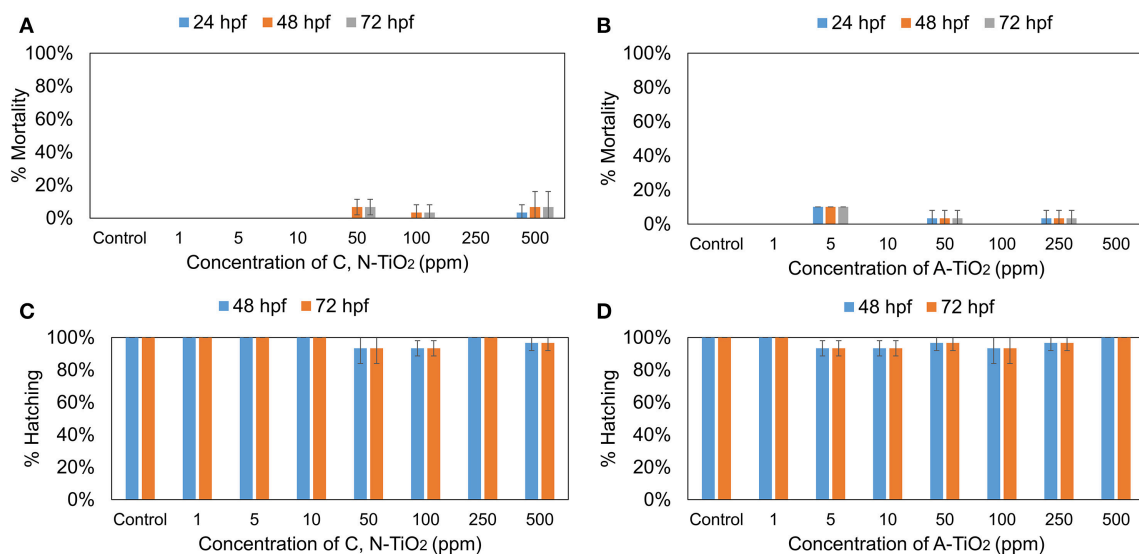 A
24 hpf 48 hpf 72 hpf
100%
80%
60%
40%
20%
0%
% Mortality
Control 1 5 10 50 100 250 500
Concentration of C, N-TiO2 (ppm)
B
24 hpf 48 hpf 72 hpf
100%
80%
60%
40%
20%
0%
% Mortality
Control 1 5 10 50 100 250 500
Concentration of A-TiO2 (ppm)
C
48 hpf 72 hpf
100%
80%
60%
40%
20%
0%
% Hatching
Control 1 5 10 50 100 250 500
Concentration of C, N-TiO2 (ppm)
D
48 hpf 72 hpf
100%
80%
60%
40%
20%
0%
% Hatching
Control 1 5 10 50 100 250 500
Concentration of A-TiO2 (ppm)